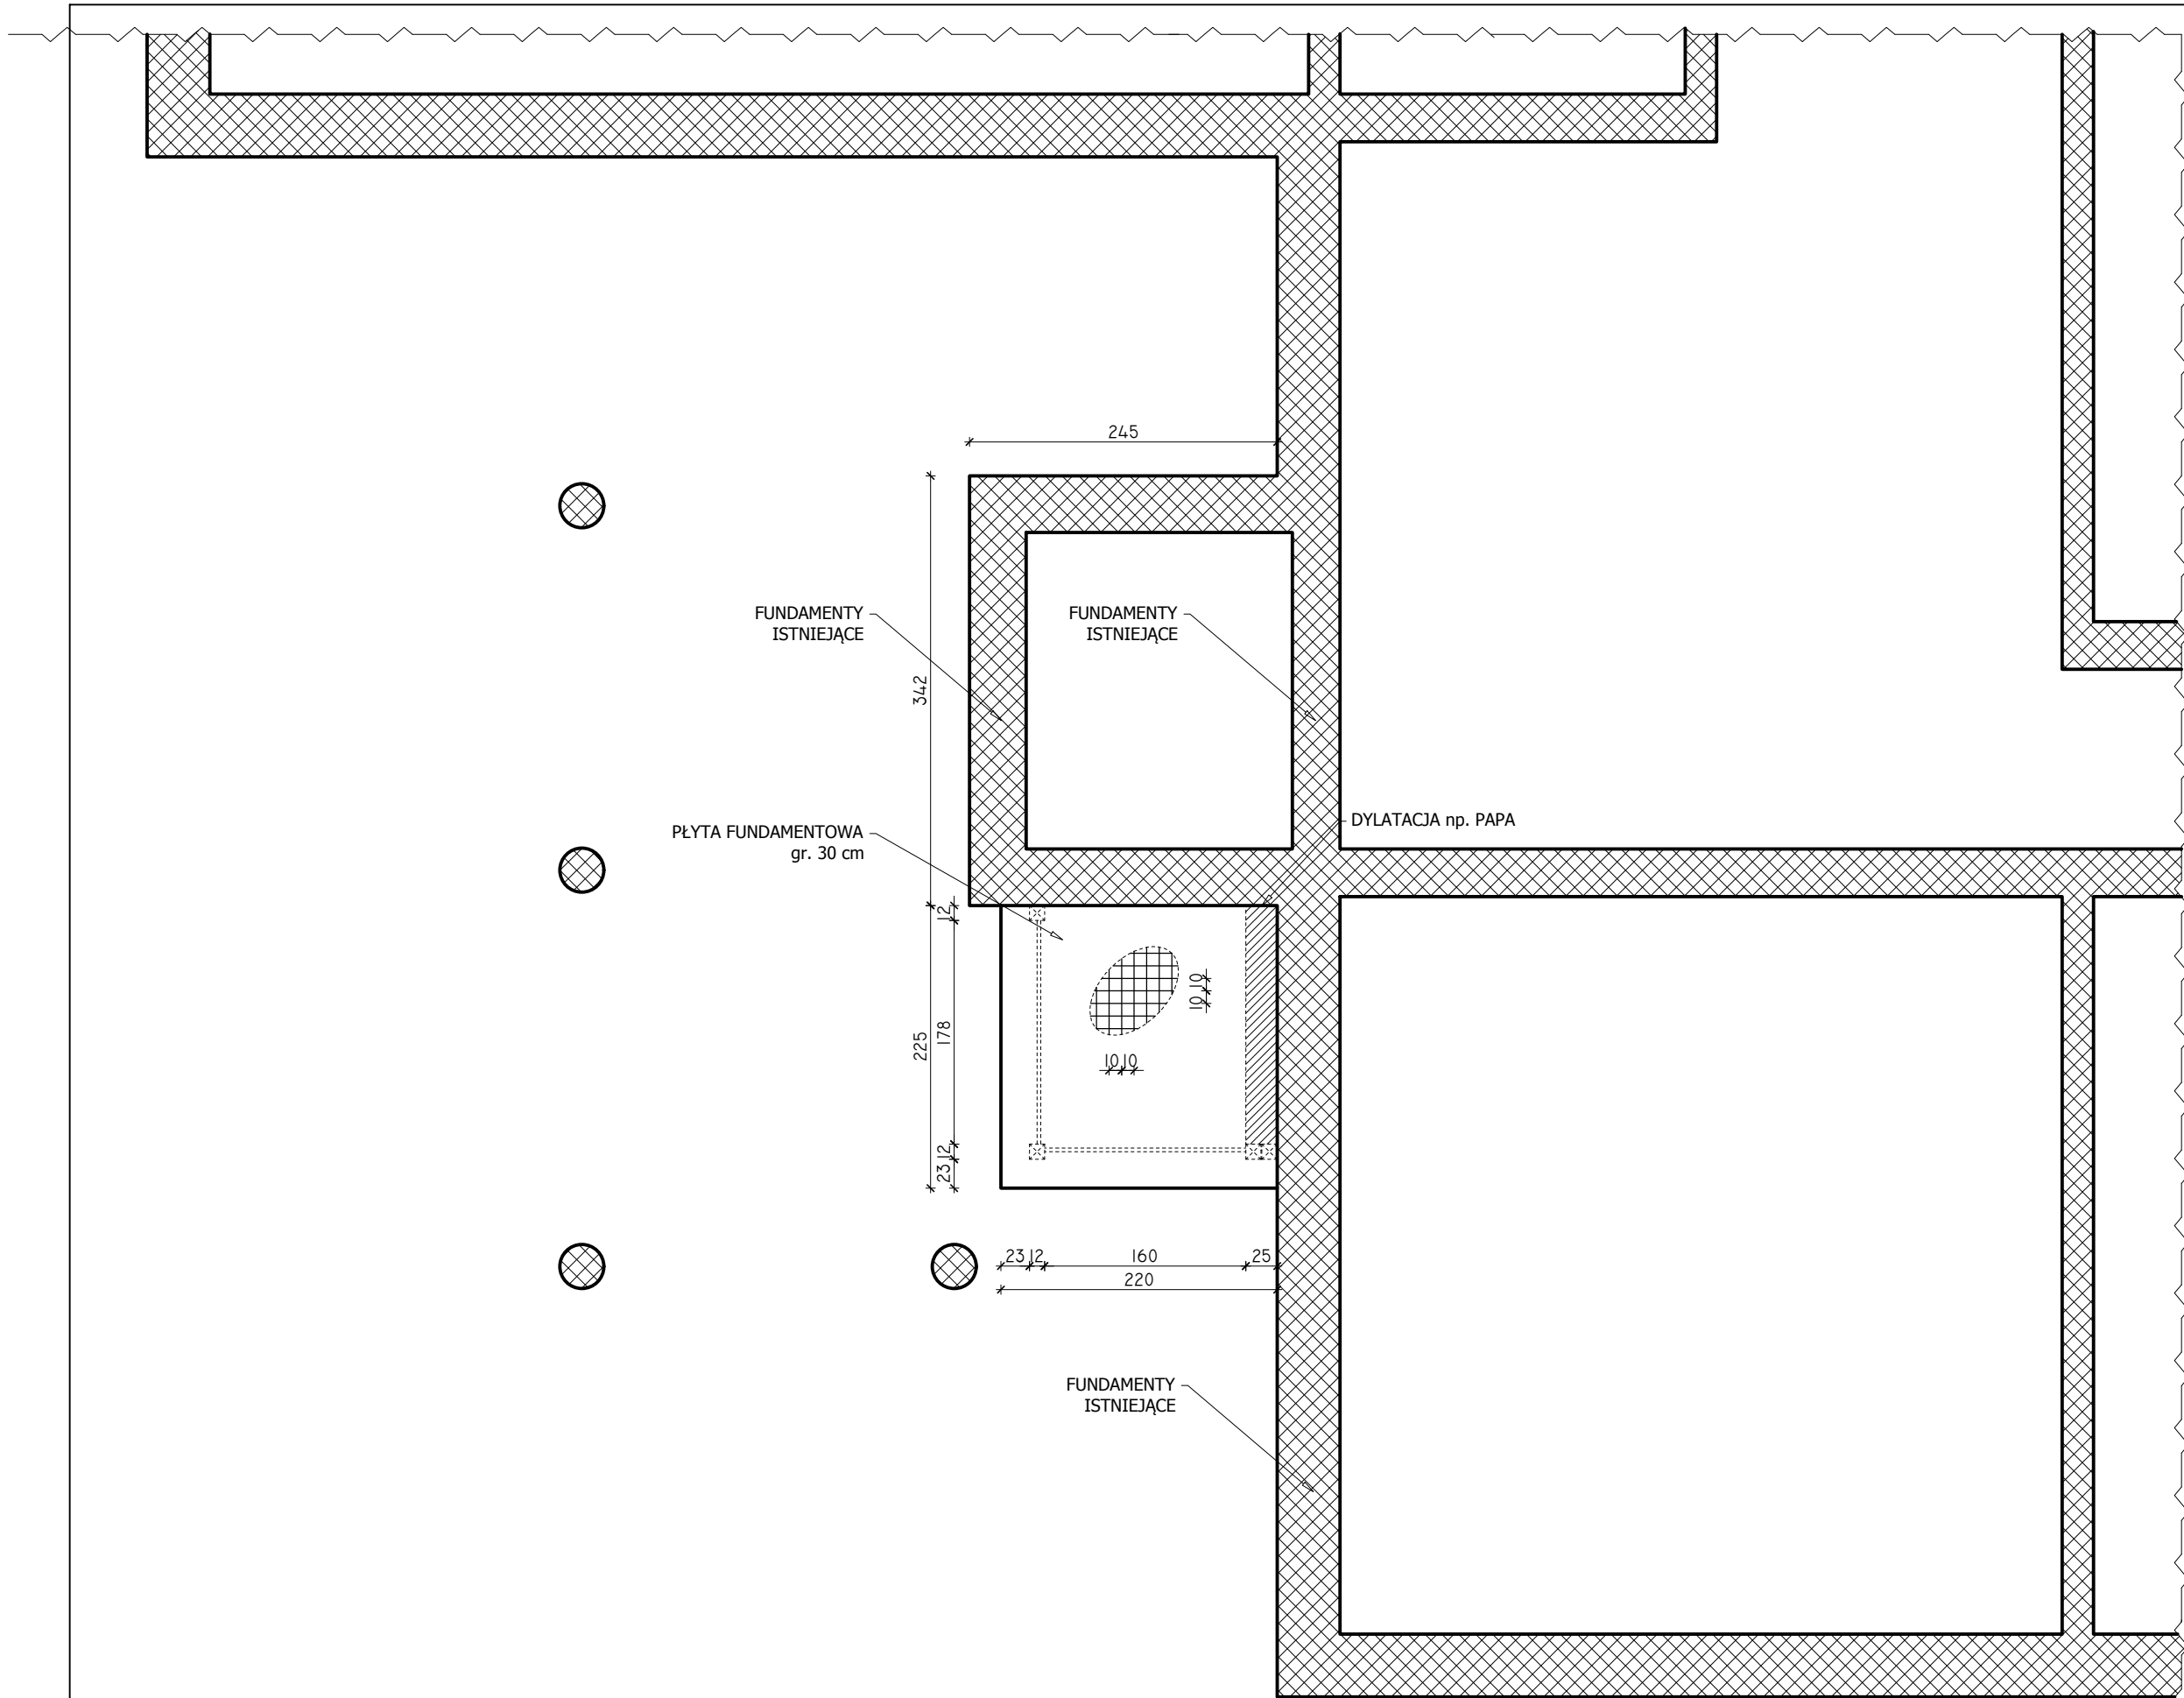 245
FUNDAMENTY
ISTNIEJĄCE
FUNDAMENTY
ISTNIEJĄCE
342
PŁYTA FUNDAMENTOWA
gr. 30 cm
DYLATACJA np. PAPA
12
178
225
12
23
10 10
10 10
23 12 160 25
220
FUNDAMENTY
ISTNIEJĄCE